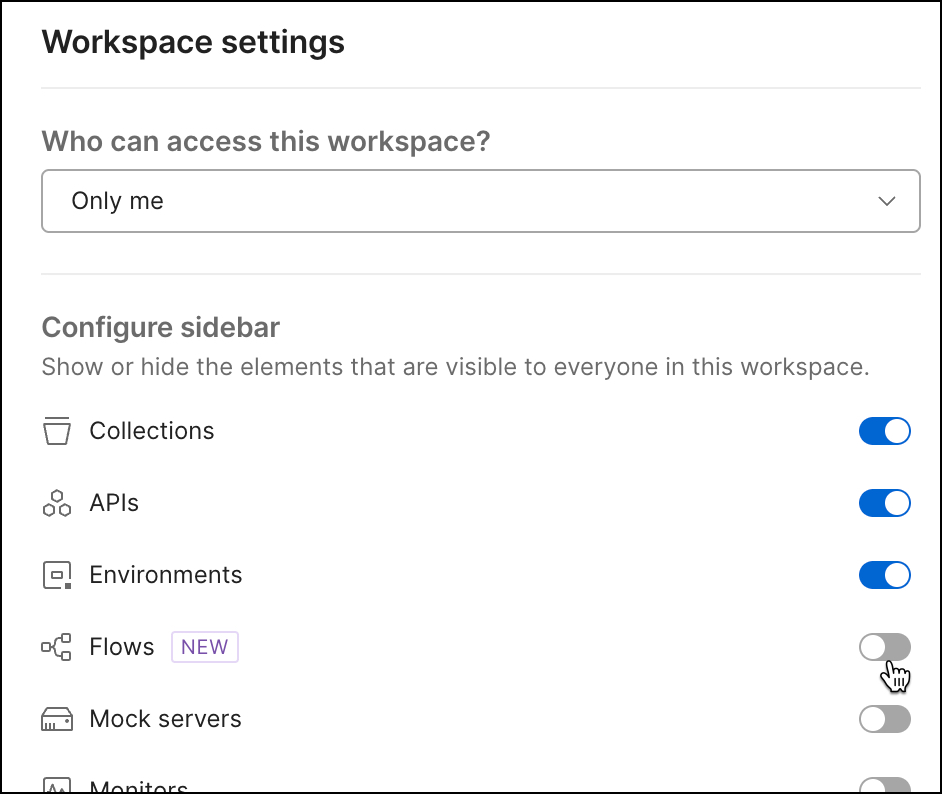 Workspace settings
Who can access this workspace?
Only me
Configure sidebar
Show or hide the elements that are visible to everyone in this workspace.
Collections
APIs
Environments
Flows NEW
Mock servers
Monitors